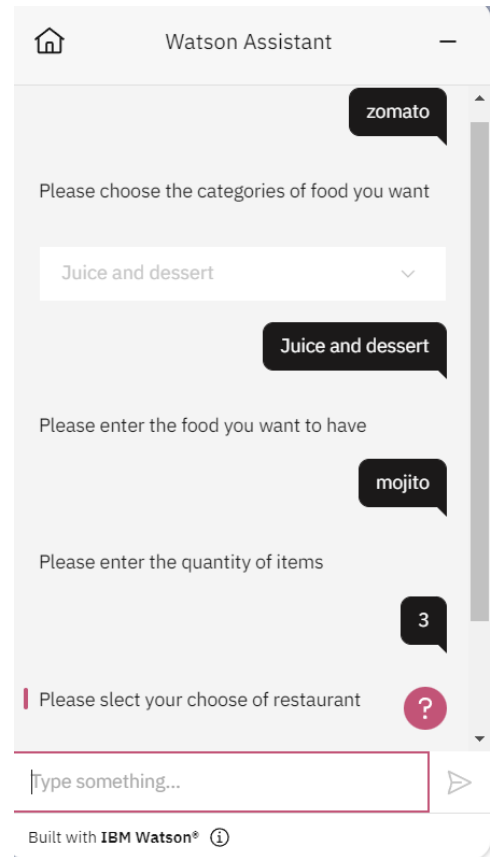 Watson Assistant
zomato
Please choose the categories of food you want
Juice and dessert
Juice and dessert
Please enter the food you want to have
mojito
Please enter the quantity of items
3
Please slect your choose of restaurant
?
Type something...
Built with IBM Watson®